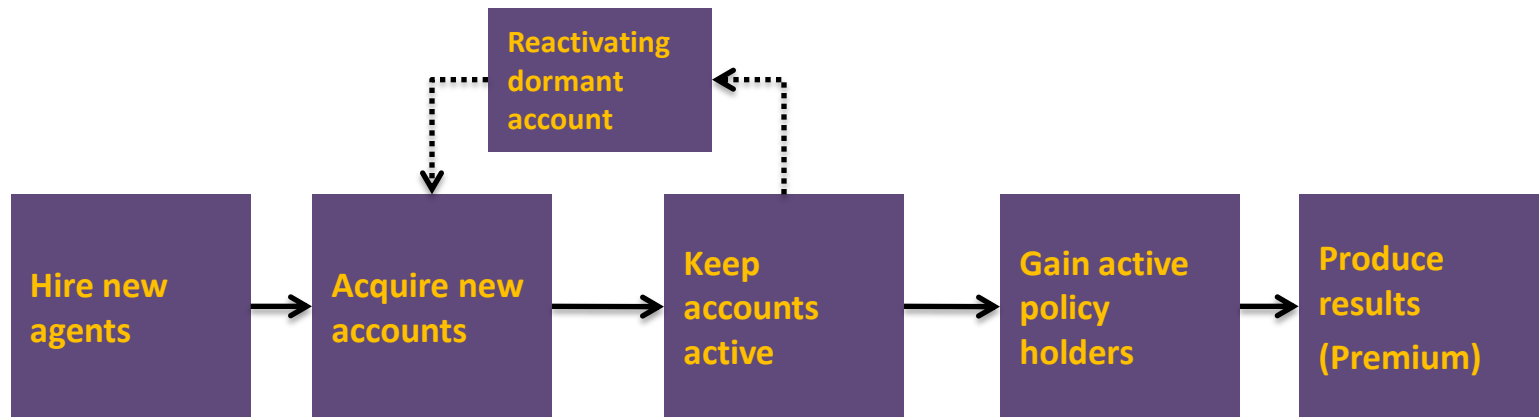 Reactivating
dormant
account
Hire new
agents
Acquire new
accounts
Keep
accounts
active
Gain active
policy
holders
Produce
results
(Premium)